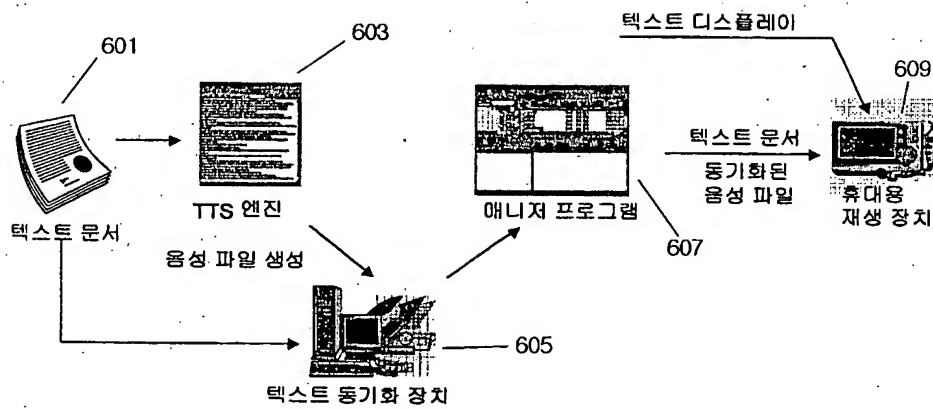 텍스트 디스플레이
601
603
609
텍스트 문서
동기화된
음성 파일
휴대용
재생 장치
TTS 엔진
매니저 프로그램
607
텍스트 문서
음성 파일 생성
605
텍스트 동기화 장치